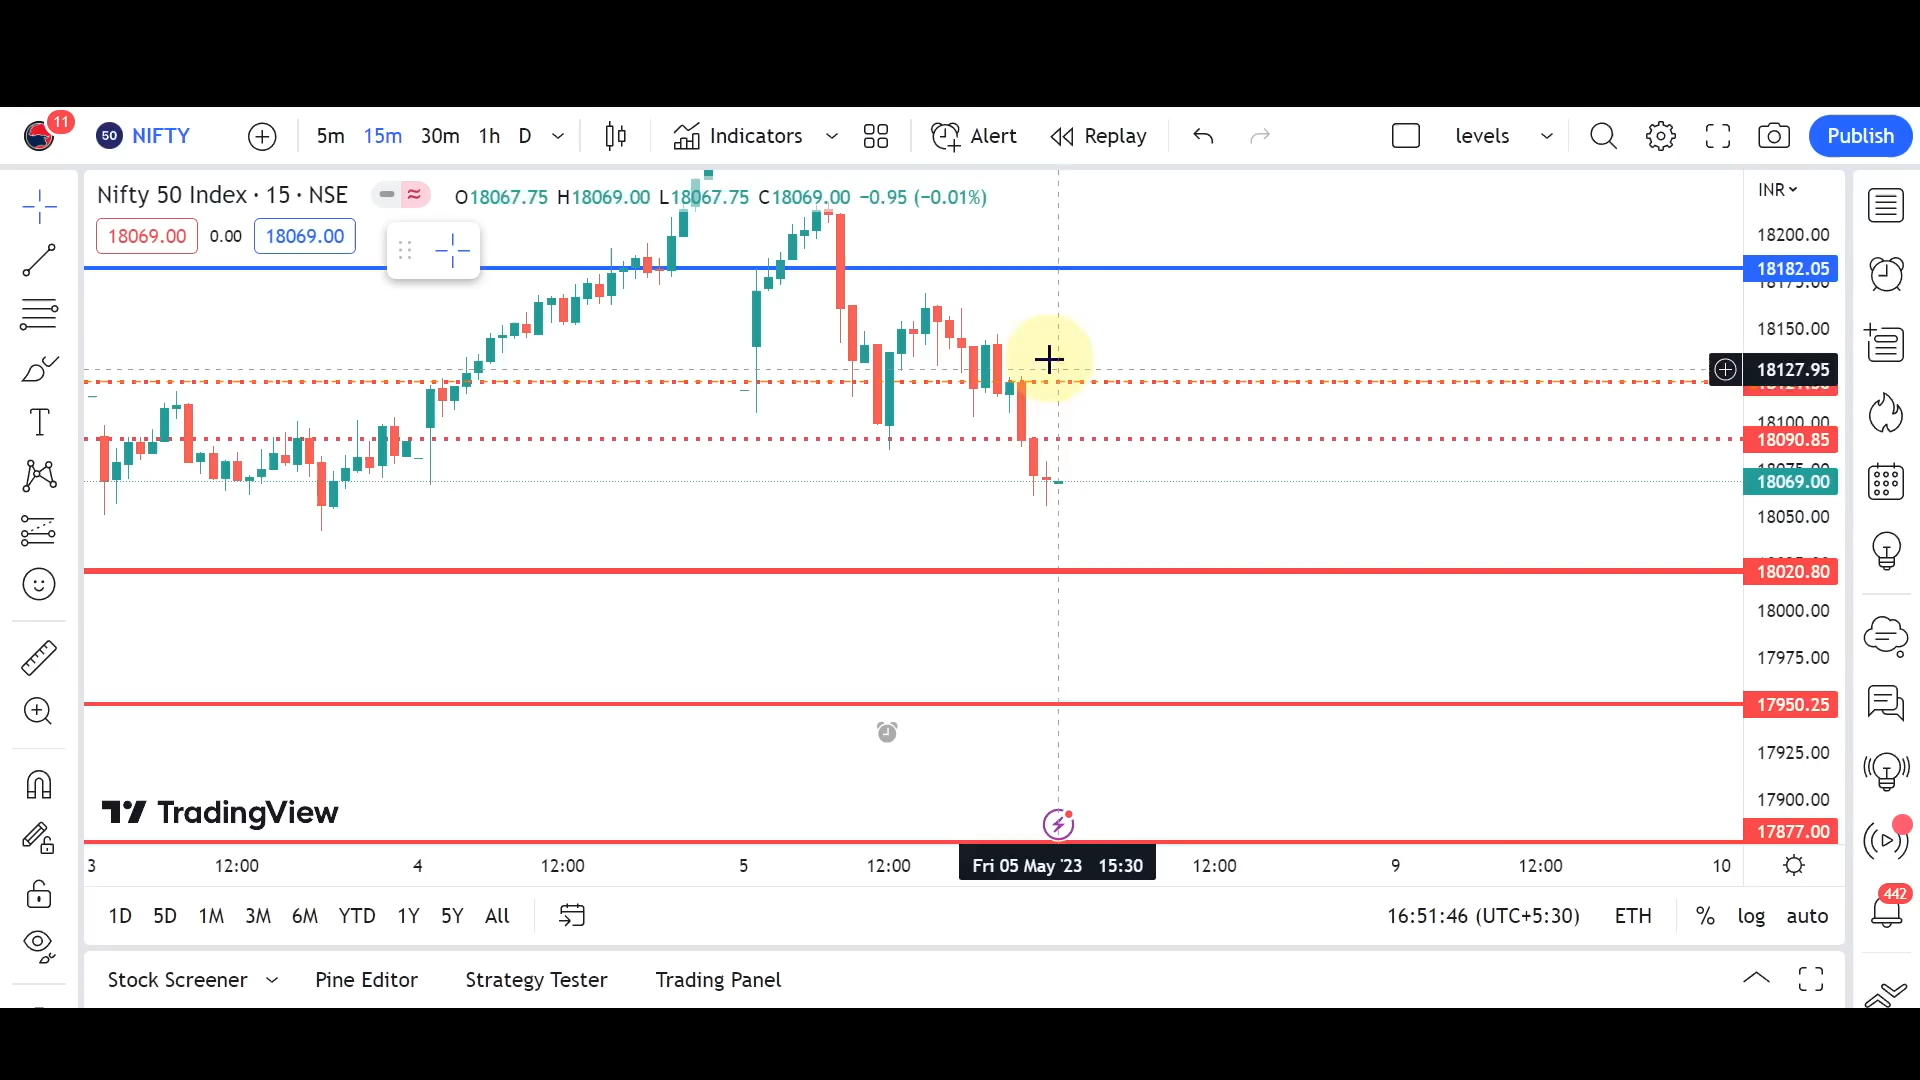 11
50 NIFTY 5m 15m 30m 1h D Indicators Alert Replay levels Publish
Nifty 50 Index · 15 · NSE O18067.75 H18069.00 L18067.75 C18069.00 −0.95 (−0.01%)
18069.00 0.00 18069.00
INR
18200.00
18182.05
18175.00
18150.00
18127.95
18100.00
18090.85
18069.00
18050.00
18020.80
18000.00
17975.00
17950.25
17925.00
17900.00
17877.00
TradingView
3 12:00 4 12:00 5 12:00 Fri 05 May '23 15:30 12:00 9 12:00 10
1D 5D 1M 3M 6M YTD 1Y 5Y All 16:51:46 (UTC+5:30) ETH % log auto
442
Stock Screener Pine Editor Strategy Tester Trading Panel